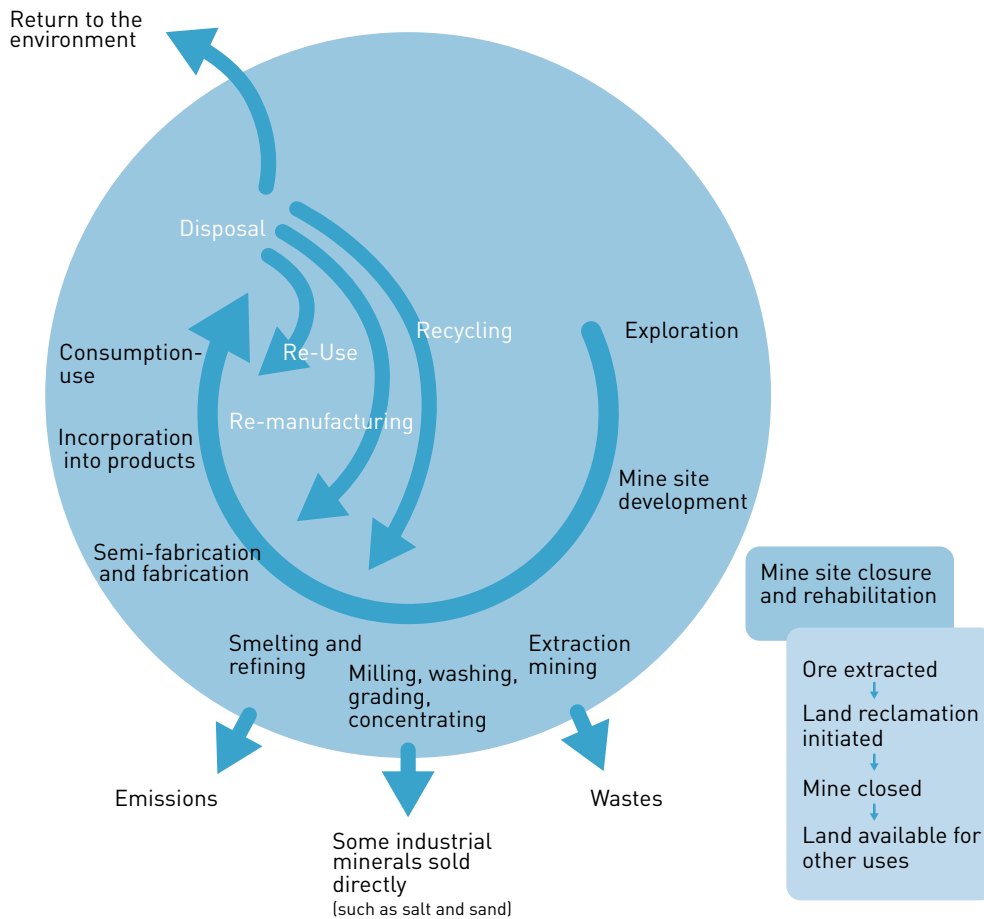 Return to the
environment
Disposal
Recycling
Re-Use
Re-manufacturing
Exploration
Mine site
development
Extraction
mining
Milling, washing,
grading,
concentrating
Smelting and
refining
Semi-fabrication
and fabrication
Incorporation
into products
Consumption-
use
Emissions
Some industrial
minerals sold
directly
(such as salt and sand)
Wastes
Mine site closure
and rehabilitation
Ore extracted
Land reclamation
initiated
Mine closed
Land available for
other uses